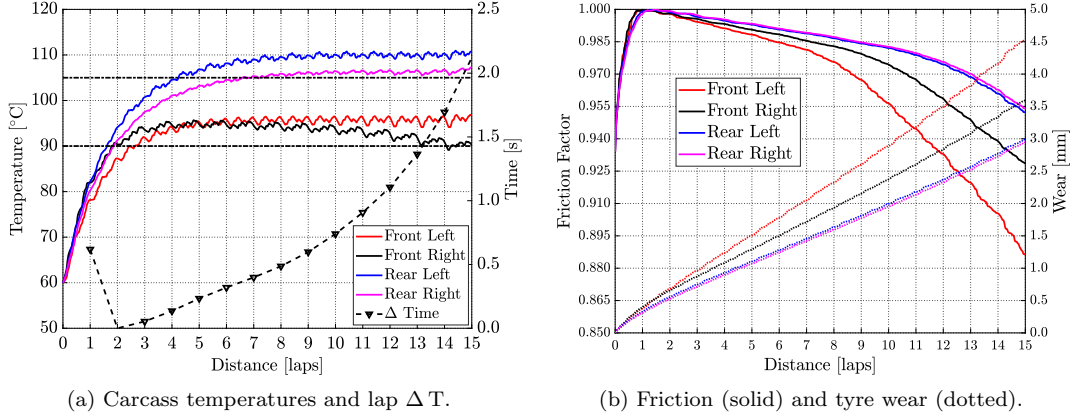 120
110
100
90
80
70
60
50
Temperature [°C]
2.5
2.0
1.5
1.0
0.5
0.0
Time [s]
Front Left
Front Right
Rear Left
Rear Right
Δ Time
0 1 2 3 4 5 6 7 8 9 10 11 12 13 14 15
Distance [laps]
(a) Carcass temperatures and lap Δ T.
1.000
0.985
0.970
0.955
0.940
0.925
0.910
0.895
0.880
0.865
0.850
Friction Factor
5.0
4.5
4.0
3.5
3.0
2.5
2.0
1.5
1.0
0.5
0.0
Wear [mm]
Front Left
Front Right
Rear Left
Rear Right
0 1 2 3 4 5 6 7 8 9 10 11 12 13 14 15
Distance [laps]
(b) Friction (solid) and tyre wear (dotted).